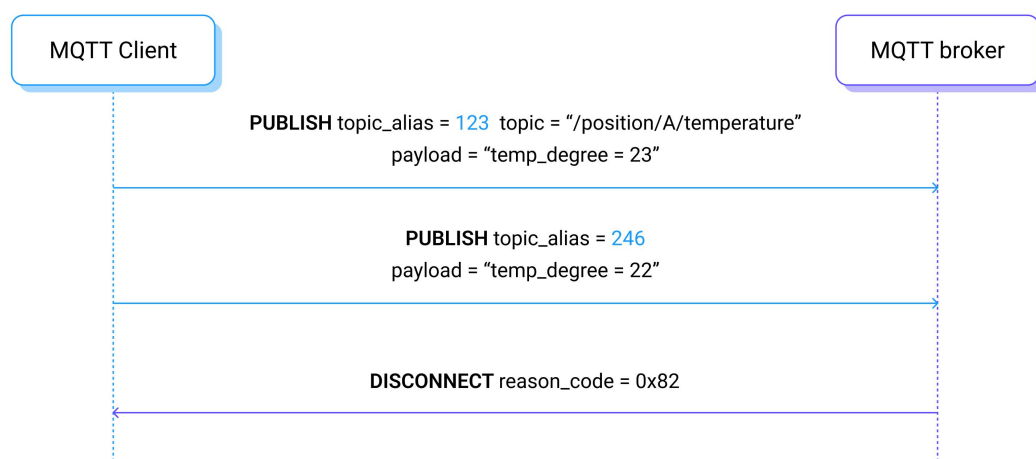 MQTT Client
MQTT broker
PUBLISH topic_alias = 123 topic = “/position/A/temperature”
payload = “temp_degree = 23”
PUBLISH topic_alias = 246
payload = “temp_degree = 22”
DISCONNECT reason_code = 0x82